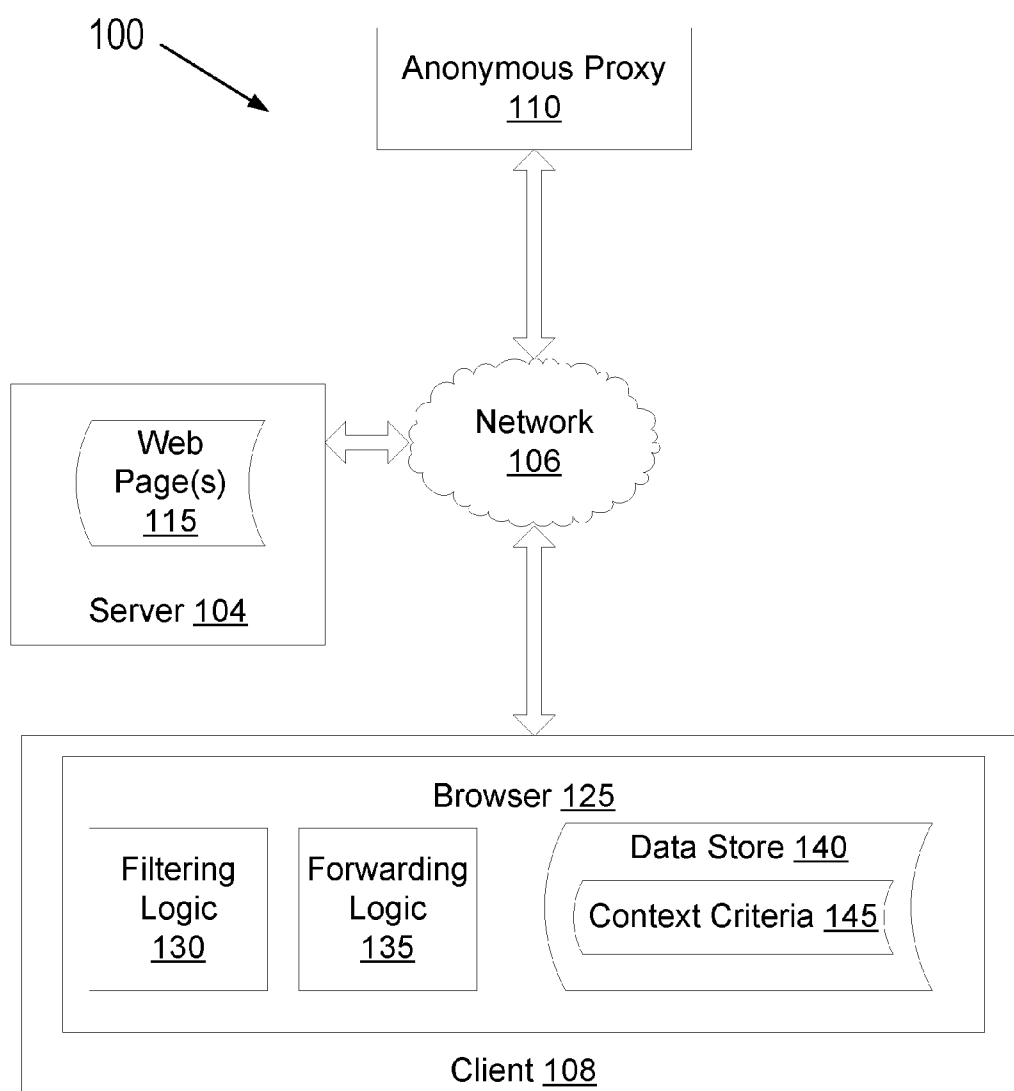 100
Anonymous Proxy
110
Network
106
Web
Page(s)
115
Server 104
Browser 125
Filtering
Logic
130
Forwarding
Logic
135
Data Store 140
Context Criteria 145
Client 108